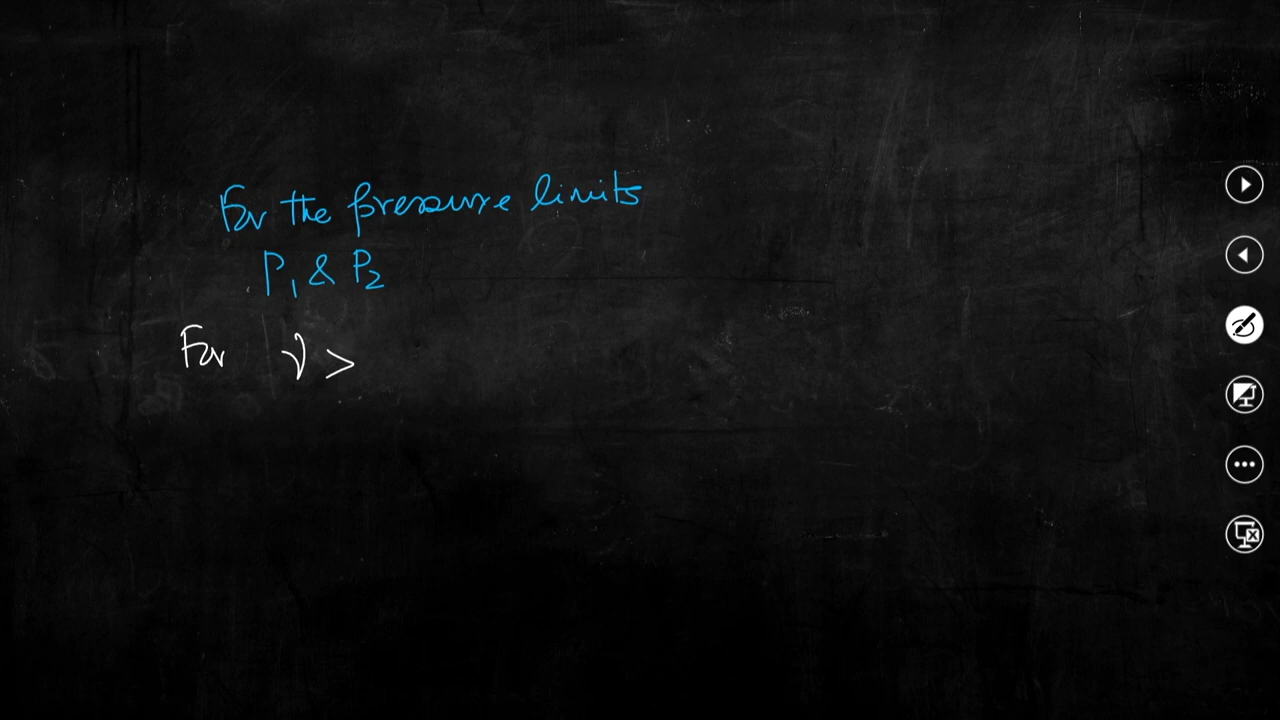 For the pressure limits
P₁ & P₂
For γ >